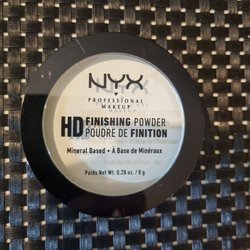 NYX
PROFESSIONAL
MAKEUP
HD FINISHING POWDER
POUDRE DE FINITION
Mineral Based • À Base de Minéraux
Poids Net Wt. 0.28 oz. / 8g